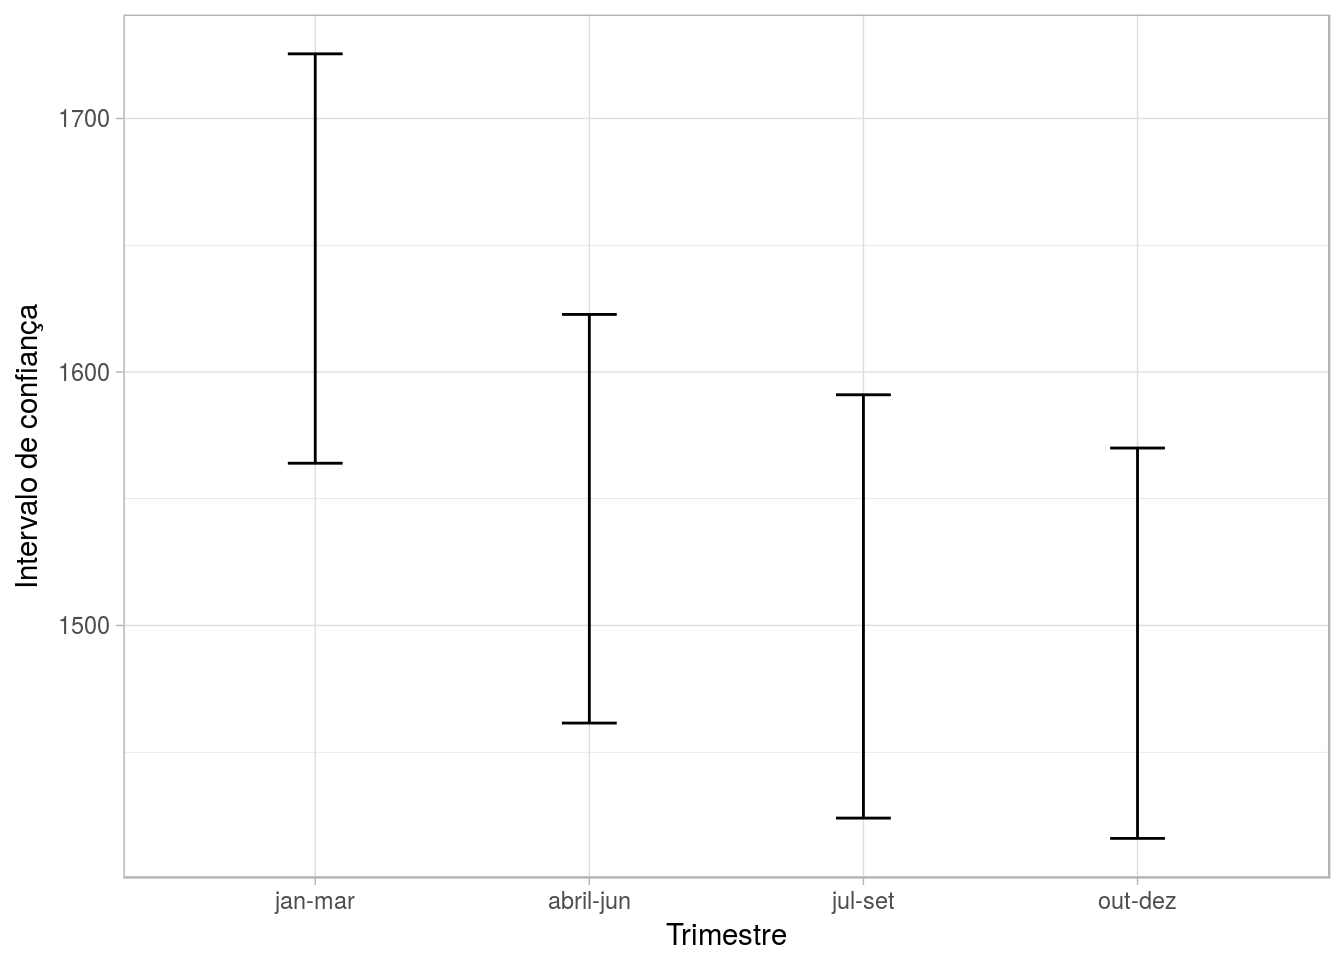 Intervalo de confiança
1700
1600
1500
jan-mar
abril-jun
jul-set
out-dez
Trimestre